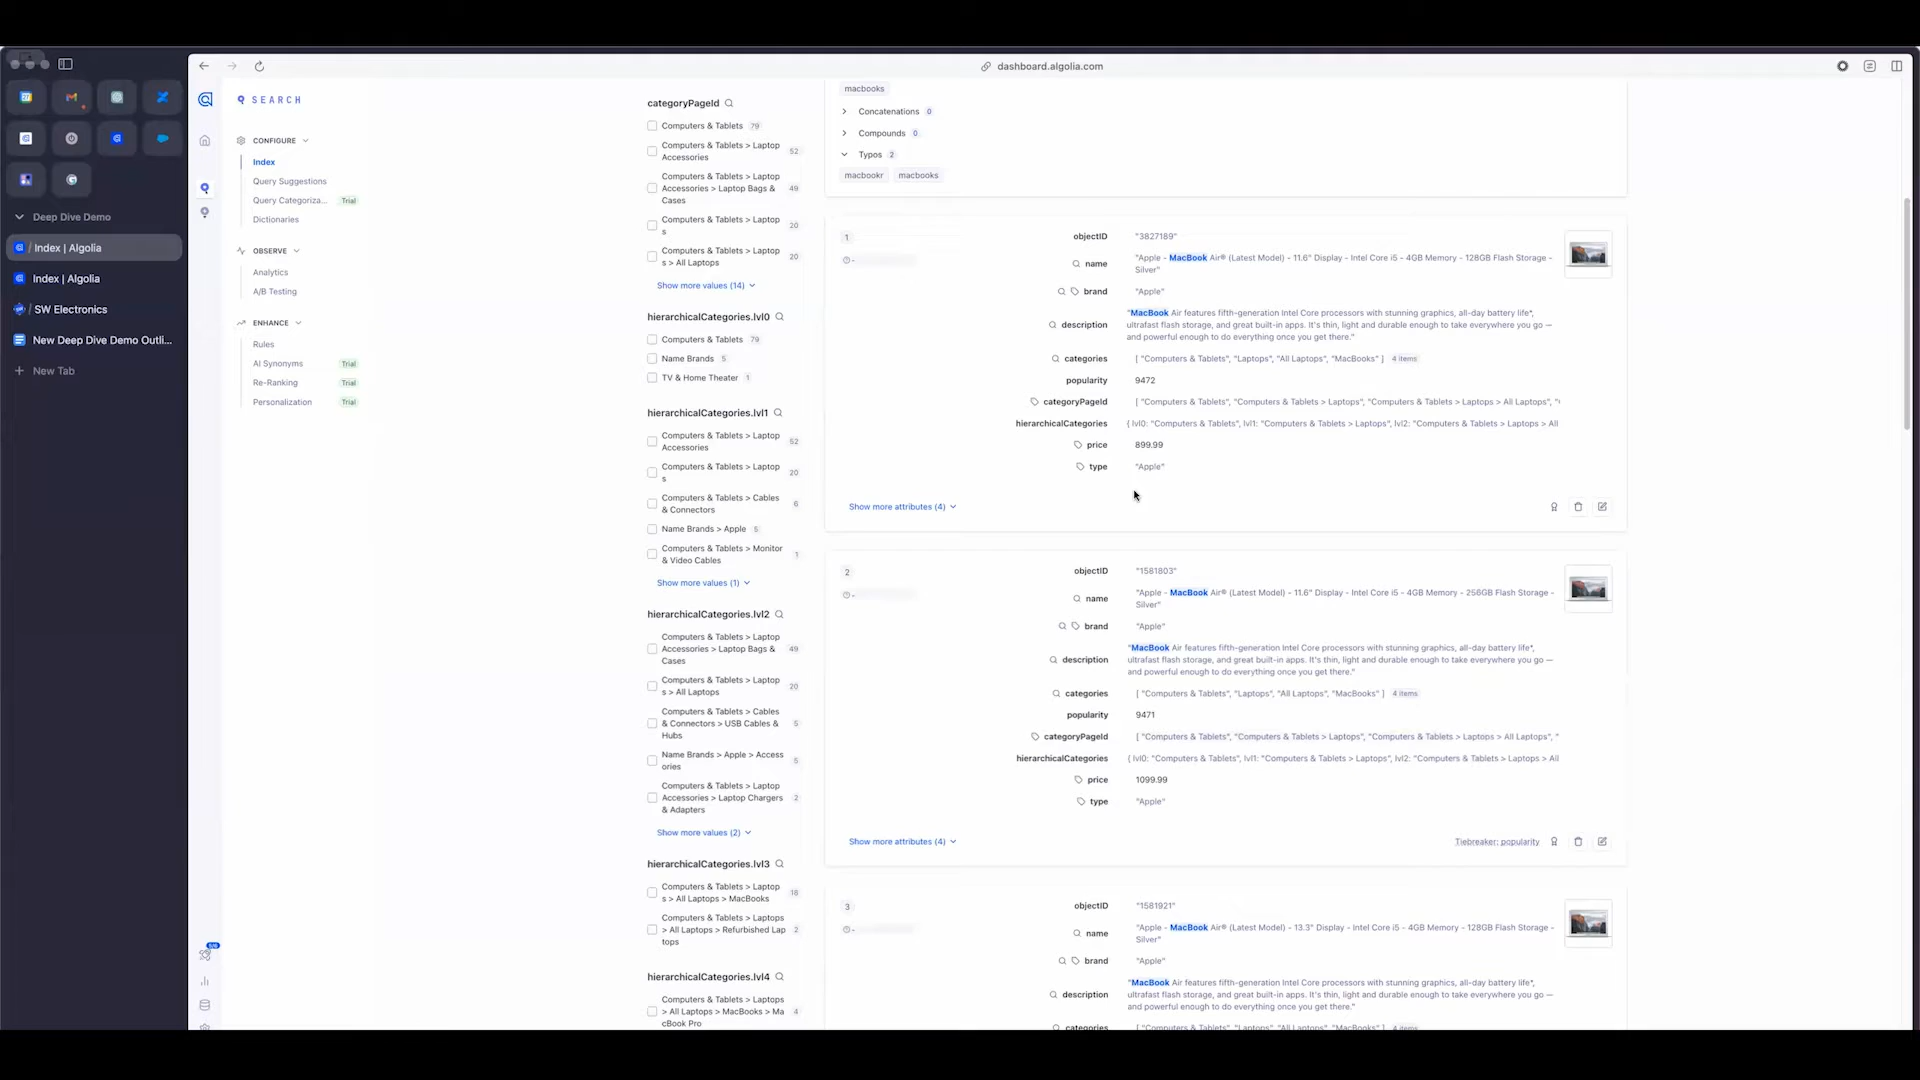 dashboard.algolia.com
Deep Dive Demo
/ Index | Algolia
Index | Algolia
/ SW Electronics
New Deep Dive Demo Outli...
New Tab
SEARCH
CONFIGURE
Index
Query Suggestions
Query Categoriza... Trial
Dictionaries
OBSERVE
Analytics
A/B Testing
ENHANCE
Rules
AI Synonyms Trial
Re-Ranking Trial
Personalization Trial
categoryPageId
Computers & Tablets 79
Computers & Tablets > Laptop
Accessories 52
Computers & Tablets > Laptop
Accessories > Laptop Bags &
Cases 49
Computers & Tablets > Laptop
s 20
Computers & Tablets > Laptop
s > All Laptops 20
Show more values (14)
hierarchicalCategories.lvl0
Computers & Tablets 79
Name Brands 5
TV & Home Theater 1
hierarchicalCategories.lvl1
Computers & Tablets > Laptop
Accessories 52
Computers & Tablets > Laptop
s 20
Computers & Tablets > Cables
& Connectors 6
Name Brands > Apple 5
Computers & Tablets > Monitor
& Video Cables 1
Show more values (1)
hierarchicalCategories.lvl2
Computers & Tablets > Laptop
Accessories > Laptop Bags &
Cases 49
Computers & Tablets > Laptop
s > All Laptops 20
Computers & Tablets > Cables
& Connectors > USB Cables &
Hubs 5
Name Brands > Apple > Access
ories 5
Computers & Tablets > Laptop
Accessories > Laptop Chargers
& Adapters 2
Show more values (2)
hierarchicalCategories.lvl3
Computers & Tablets > Laptop
s > All Laptops > MacBooks 18
Computers & Tablets > Laptops
> All Laptops > Refurbished Lap
tops 2
hierarchicalCategories.lvl4
Computers & Tablets > Laptops
> All Laptops > MacBooks > Ma
cBook Pro 4
macbooks
Concatenations 0
Compounds 0
Typos 2
macbookr macbooks
1
objectID "3827189"
name "Apple - MacBook Air® (Latest Model) - 11.6" Display - Intel Core i5 - 4GB Memory - 128GB Flash Storage -
Silver"
brand "Apple"
description "MacBook Air features fifth-generation Intel Core processors with stunning graphics, all-day battery life*,
ultrafast flash storage, and great built-in apps. It's thin, light and durable enough to take everywhere you go —
and powerful enough to do everything once you get there."
categories [ "Computers & Tablets", "Laptops", "All Laptops", "MacBooks" ] 4 items
popularity 9472
categoryPageId [ "Computers & Tablets", "Computers & Tablets > Laptops", "Computers & Tablets > Laptops > All Laptops", "
hierarchicalCategories { lvl0: "Computers & Tablets", lvl1: "Computers & Tablets > Laptops", lvl2: "Computers & Tablets > Laptops > All
price 899.99
type "Apple"
Show more attributes (4)
2
objectID "1581803"
name "Apple - MacBook Air® (Latest Model) - 11.6" Display - Intel Core i5 - 4GB Memory - 256GB Flash Storage -
Silver"
brand "Apple"
description "MacBook Air features fifth-generation Intel Core processors with stunning graphics, all-day battery life*,
ultrafast flash storage, and great built-in apps. It's thin, light and durable enough to take everywhere you go —
and powerful enough to do everything once you get there."
categories [ "Computers & Tablets", "Laptops", "All Laptops", "MacBooks" ] 4 items
popularity 9471
categoryPageId [ "Computers & Tablets", "Computers & Tablets > Laptops", "Computers & Tablets > Laptops > All Laptops", "
hierarchicalCategories { lvl0: "Computers & Tablets", lvl1: "Computers & Tablets > Laptops", lvl2: "Computers & Tablets > Laptops > All
price 1099.99
type "Apple"
Show more attributes (4)
Tiebreaker: popularity
3
objectID "1581921"
name "Apple - MacBook Air® (Latest Model) - 13.3" Display - Intel Core i5 - 4GB Memory - 128GB Flash Storage -
Silver"
brand "Apple"
description "MacBook Air features fifth-generation Intel Core processors with stunning graphics, all-day battery life*,
ultrafast flash storage, and great built-in apps. It's thin, light and durable enough to take everywhere you go —
and powerful enough to do everything once you get there."
categories [ "Computers & Tablets", "Laptops", "All Laptops", "MacBooks" ] 4 items